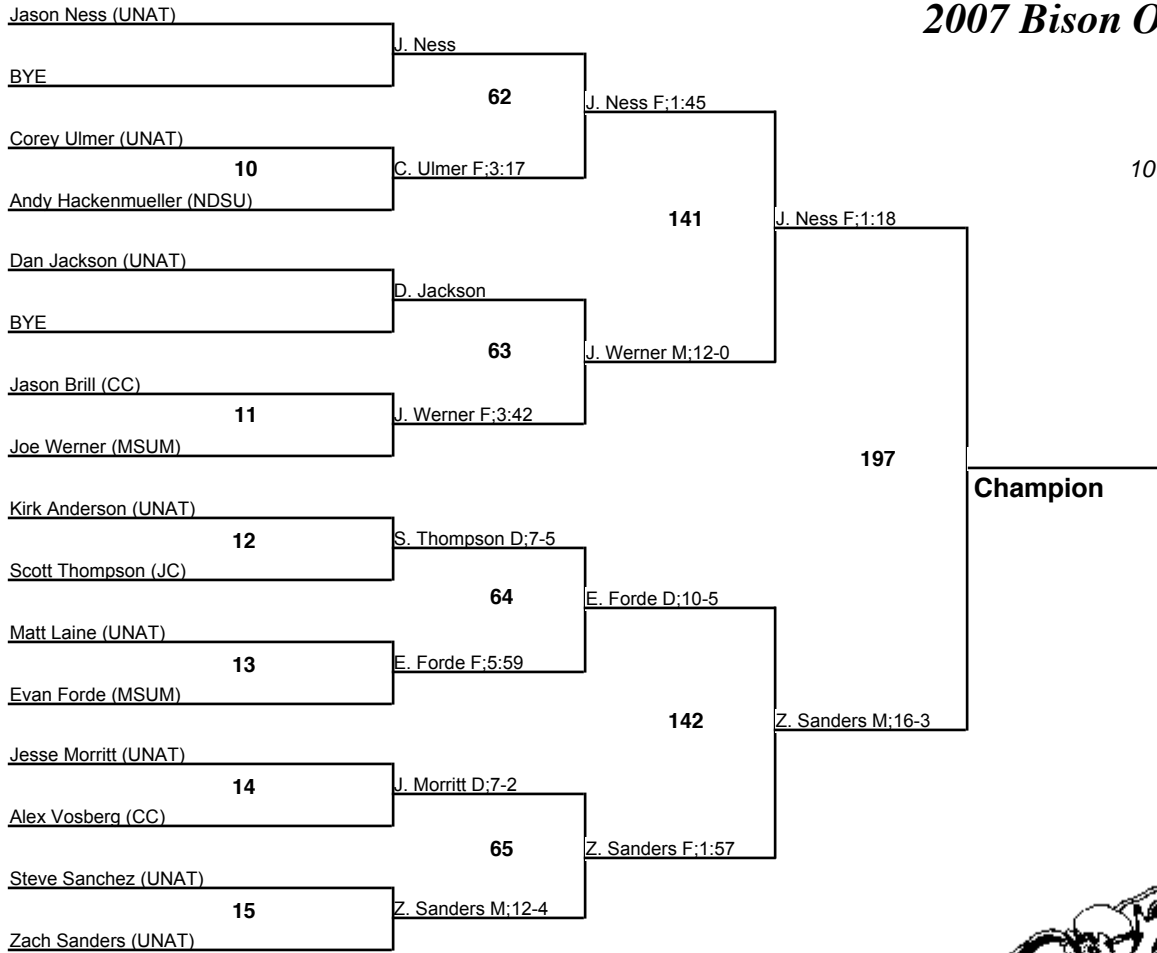 2007 Bison O
10
Jason Ness (UNAT)
BYE
Corey Ulmer (UNAT)
10
Andy Hackenmueller (NDSU)
Dan Jackson (UNAT)
BYE
Jason Brill (CC)
11
Joe Werner (MSUM)
Kirk Anderson (UNAT)
12
Scott Thompson (JC)
Matt Laine (UNAT)
13
Evan Forde (MSUM)
Jesse Morritt (UNAT)
14
Alex Vosberg (CC)
Steve Sanchez (UNAT)
15
Zach Sanders (UNAT)
J. Ness
62
C. Ulmer F;3:17
D. Jackson
63
J. Werner F;3:42
S. Thompson D;7-5
64
E. Forde F;5:59
J. Morritt D;7-2
65
Z. Sanders M;12-4
J. Ness F;1:45
141
J. Werner M;12-0
E. Forde D;10-5
142
Z. Sanders F;1:57
J. Ness F;1:18
197
Z. Sanders M;16-3
Champion